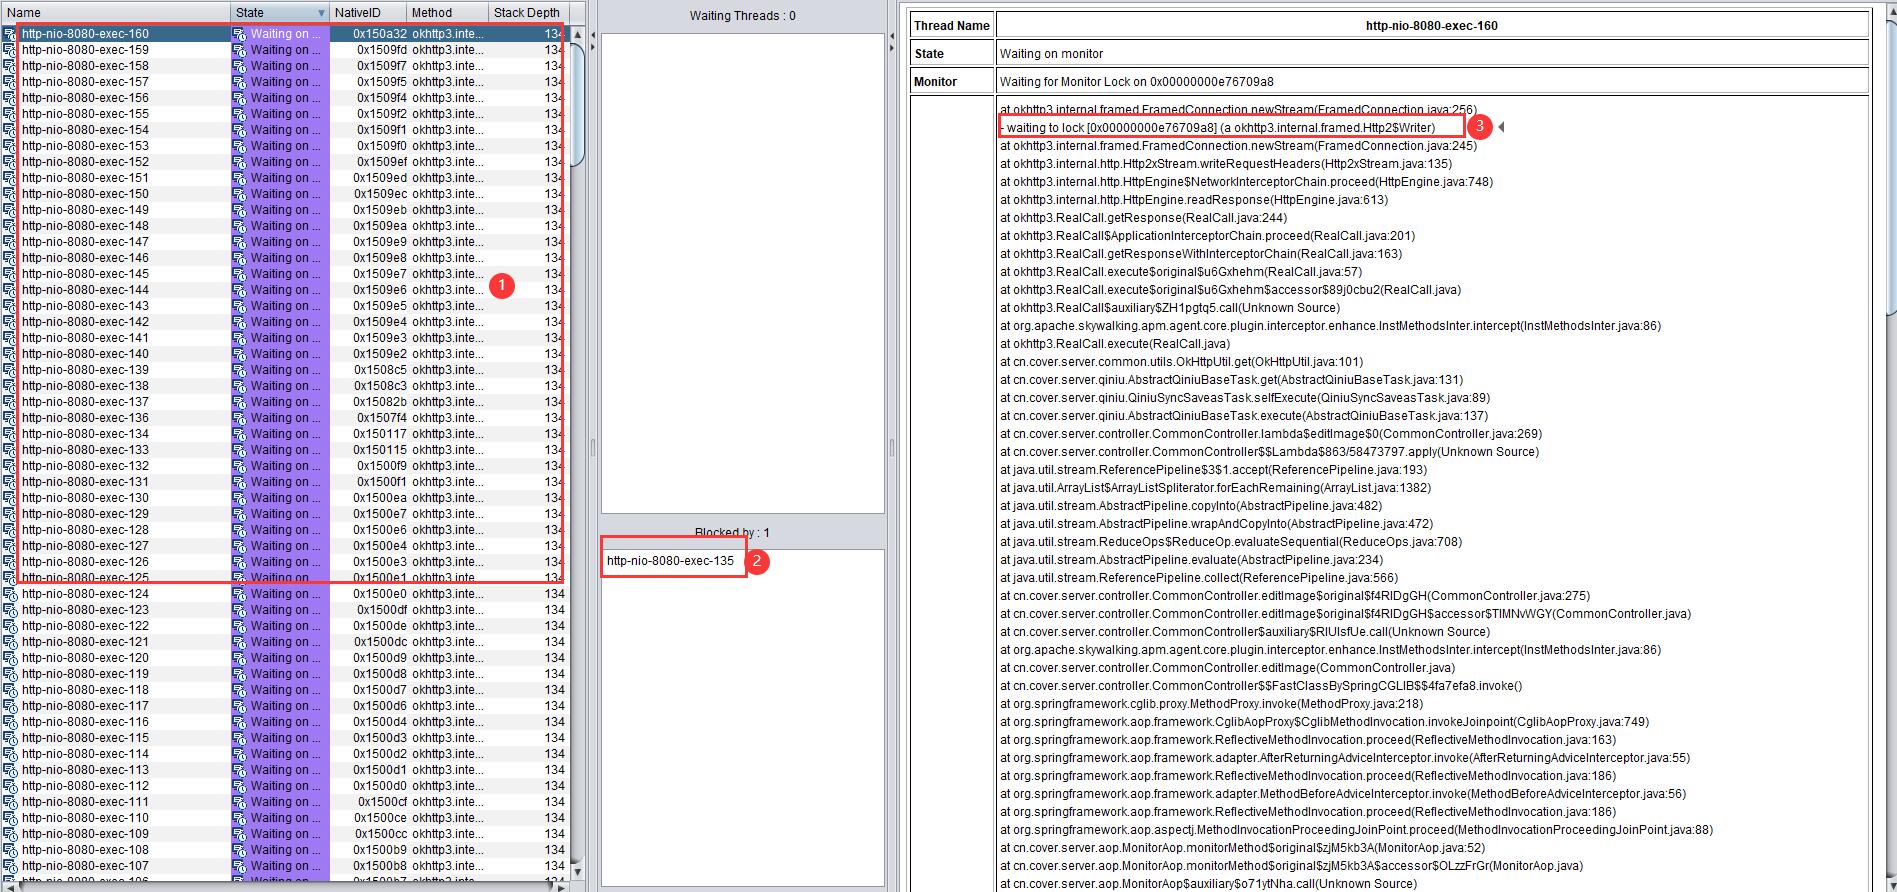 Name State NativeID Method Stack Depth
http-nio-8080-exec-160 Waiting on ... 0x150a32 okhttp3.inte... 134
http-nio-8080-exec-159 Waiting on ... 0x1509fd okhttp3.inte... 134
http-nio-8080-exec-158 Waiting on ... 0x1509f7 okhttp3.inte... 134
http-nio-8080-exec-157 Waiting on ... 0x1509f5 okhttp3.inte... 134
http-nio-8080-exec-156 Waiting on ... 0x1509f4 okhttp3.inte... 134
http-nio-8080-exec-155 Waiting on ... 0x1509f2 okhttp3.inte... 134
http-nio-8080-exec-154 Waiting on ... 0x1509f1 okhttp3.inte... 134
http-nio-8080-exec-153 Waiting on ... 0x1509f0 okhttp3.inte... 134
http-nio-8080-exec-152 Waiting on ... 0x1509ef okhttp3.inte... 134
http-nio-8080-exec-151 Waiting on ... 0x1509ed okhttp3.inte... 134
http-nio-8080-exec-150 Waiting on ... 0x1509ec okhttp3.inte... 134
http-nio-8080-exec-149 Waiting on ... 0x1509eb okhttp3.inte... 134
http-nio-8080-exec-148 Waiting on ... 0x1509ea okhttp3.inte... 134
http-nio-8080-exec-147 Waiting on ... 0x1509e9 okhttp3.inte... 134
http-nio-8080-exec-146 Waiting on ... 0x1509e8 okhttp3.inte... 134
http-nio-8080-exec-145 Waiting on ... 0x1509e7 okhttp3.inte... 134
http-nio-8080-exec-144 Waiting on ... 0x1509e6 okhttp3.inte... 134
1
http-nio-8080-exec-143 Waiting on ... 0x1509e5 okhttp3.inte... 134
http-nio-8080-exec-142 Waiting on ... 0x1509e4 okhttp3.inte... 134
http-nio-8080-exec-141 Waiting on ... 0x1509e3 okhttp3.inte... 134
http-nio-8080-exec-140 Waiting on ... 0x1509e2 okhttp3.inte... 134
http-nio-8080-exec-139 Waiting on ... 0x1508c5 okhttp3.inte... 134
http-nio-8080-exec-138 Waiting on ... 0x1508c3 okhttp3.inte... 134
http-nio-8080-exec-137 Waiting on ... 0x15082b okhttp3.inte... 134
http-nio-8080-exec-136 Waiting on ... 0x1507f4 okhttp3.inte... 134
http-nio-8080-exec-134 Waiting on ... 0x150117 okhttp3.inte... 134
http-nio-8080-exec-133 Waiting on ... 0x150115 okhttp3.inte... 134
http-nio-8080-exec-132 Waiting on ... 0x1500f9 okhttp3.inte... 134
http-nio-8080-exec-131 Waiting on ... 0x1500f1 okhttp3.inte... 134
http-nio-8080-exec-130 Waiting on ... 0x1500ea okhttp3.inte... 134
http-nio-8080-exec-129 Waiting on ... 0x1500e7 okhttp3.inte... 134
http-nio-8080-exec-128 Waiting on ... 0x1500e6 okhttp3.inte... 134
http-nio-8080-exec-127 Waiting on ... 0x1500e4 okhttp3.inte... 134
http-nio-8080-exec-126 Waiting on ... 0x1500e3 okhttp3.inte... 134
http-nio-8080-exec-125 Waiting on ... 0x1500e1 okhttp3.inte... 134
http-nio-8080-exec-124 Waiting on ... 0x1500e0 okhttp3.inte... 134
http-nio-8080-exec-123 Waiting on ... 0x1500df okhttp3.inte... 134
http-nio-8080-exec-122 Waiting on ... 0x1500de okhttp3.inte... 134
http-nio-8080-exec-121 Waiting on ... 0x1500dc okhttp3.inte... 134
http-nio-8080-exec-120 Waiting on ... 0x1500d9 okhttp3.inte... 134
http-nio-8080-exec-119 Waiting on ... 0x1500d8 okhttp3.inte... 134
http-nio-8080-exec-118 Waiting on ... 0x1500d7 okhttp3.inte... 134
http-nio-8080-exec-117 Waiting on ... 0x1500d6 okhttp3.inte... 134
http-nio-8080-exec-116 Waiting on ... 0x1500d4 okhttp3.inte... 134
http-nio-8080-exec-115 Waiting on ... 0x1500d3 okhttp3.inte... 134
http-nio-8080-exec-114 Waiting on ... 0x1500d2 okhttp3.inte... 134
http-nio-8080-exec-113 Waiting on ... 0x1500d1 okhttp3.inte... 134
http-nio-8080-exec-112 Waiting on ... 0x1500d0 okhttp3.inte... 134
http-nio-8080-exec-111 Waiting on ... 0x1500cf okhttp3.inte... 134
http-nio-8080-exec-110 Waiting on ... 0x1500ce okhttp3.inte... 134
http-nio-8080-exec-109 Waiting on ... 0x1500cc okhttp3.inte... 134
http-nio-8080-exec-108 Waiting on ... 0x1500b9 okhttp3.inte... 134
http-nio-8080-exec-107 Waiting on ... 0x1500b8 okhttp3.inte... 134
http-nio-8080-exec-106 Waiting on ... 0x1500b7 okhttp3.inte... 134
Waiting Threads : 0
Blocked by : 1
http-nio-8080-exec-135 2
Thread Name http-nio-8080-exec-160
State Waiting on monitor
Monitor Waiting for Monitor Lock on 0x00000000e76709a8
at okhttp3.internal.framed.FramedConnection.newStream(FramedConnection.java:256)
- waiting to lock [0x00000000e76709a8] (a okhttp3.internal.framed.Http2$Writer) 3
at okhttp3.internal.framed.FramedConnection.newStream(FramedConnection.java:245)
at okhttp3.internal.http.Http2xStream.writeRequestHeaders(Http2xStream.java:135)
at okhttp3.internal.http.HttpEngine$NetworkInterceptorChain.proceed(HttpEngine.java:748)
at okhttp3.internal.http.HttpEngine.readResponse(HttpEngine.java:613)
at okhttp3.RealCall.getResponse(RealCall.java:244)
at okhttp3.RealCall$ApplicationInterceptorChain.proceed(RealCall.java:201)
at okhttp3.RealCall.getResponseWithInterceptorChain(RealCall.java:163)
at okhttp3.RealCall.execute$original$u6Gxhehm(RealCall.java:57)
at okhttp3.RealCall.execute$original$u6Gxhehm$accessor$89j0cbu2(RealCall.java)
at okhttp3.RealCall$auxiliary$ZH1pgtq5.call(Unknown Source)
at org.apache.skywalking.apm.agent.core.plugin.interceptor.enhance.InstMethodsInter.intercept(InstMethodsInter.java:86)
at okhttp3.RealCall.execute(RealCall.java)
at cn.cover.server.common.utils.OkHttpUtil.get(OkHttpUtil.java:101)
at cn.cover.server.qiniu.AbstractQiniuBaseTask.get(AbstractQiniuBaseTask.java:131)
at cn.cover.server.qiniu.QiniuSyncSaveasTask.selfExecute(QiniuSyncSaveasTask.java:89)
at cn.cover.server.qiniu.AbstractQiniuBaseTask.execute(AbstractQiniuBaseTask.java:137)
at cn.cover.server.controller.CommonController.lambda$editImage$0(CommonController.java:269)
at cn.cover.server.controller.CommonController$$Lambda$863/58473797.apply(Unknown Source)
at java.util.stream.ReferencePipeline$3$1.accept(ReferencePipeline.java:193)
at java.util.ArrayList$ArrayListSpliterator.forEachRemaining(ArrayList.java:1382)
at java.util.stream.AbstractPipeline.copyInto(AbstractPipeline.java:482)
at java.util.stream.AbstractPipeline.wrapAndCopyInto(AbstractPipeline.java:472)
at java.util.stream.ReduceOps$ReduceOp.evaluateSequential(ReduceOps.java:708)
at java.util.stream.AbstractPipeline.evaluate(AbstractPipeline.java:234)
at java.util.stream.ReferencePipeline.collect(ReferencePipeline.java:566)
at cn.cover.server.controller.CommonController.editImage$original$f4RIDgGH(CommonController.java:275)
at cn.cover.server.controller.CommonController.editImage$original$f4RIDgGH$accessor$TIMNvWGY(CommonController.java)
at cn.cover.server.controller.CommonController$auxiliary$RIUIsfUe.call(Unknown Source)
at org.apache.skywalking.apm.agent.core.plugin.interceptor.enhance.InstMethodsInter.intercept(InstMethodsInter.java:86)
at cn.cover.server.controller.CommonController.editImage(CommonController.java)
at cn.cover.server.controller.CommonController$$FastClassBySpringCGLIB$$4fa7efa8.invoke()
at org.springframework.cglib.proxy.MethodProxy.invoke(MethodProxy.java:218)
at org.springframework.aop.framework.CglibAopProxy$CglibMethodInvocation.invokeJoinpoint(CglibAopProxy.java:749)
at org.springframework.aop.framework.ReflectiveMethodInvocation.proceed(ReflectiveMethodInvocation.java:163)
at org.springframework.aop.framework.adapter.AfterReturningAdviceInterceptor.invoke(AfterReturningAdviceInterceptor.java:55)
at org.springframework.aop.framework.ReflectiveMethodInvocation.proceed(ReflectiveMethodInvocation.java:186)
at org.springframework.aop.framework.adapter.MethodBeforeAdviceInterceptor.invoke(MethodBeforeAdviceInterceptor.java:56)
at org.springframework.aop.framework.ReflectiveMethodInvocation.proceed(ReflectiveMethodInvocation.java:186)
at org.springframework.aop.aspectj.MethodInvocationProceedingJoinPoint.proceed(MethodInvocationProceedingJoinPoint.java:88)
at cn.cover.server.aop.MonitorAop.monitorMethod$original$zjM5kb3A(MonitorAop.java:52)
at cn.cover.server.aop.MonitorAop.monitorMethod$original$zjM5kb3A$accessor$OLzzFrGr(MonitorAop.java)
at cn.cover.server.aop.MonitorAop$auxiliary$o71ytNha.call(Unknown Source)